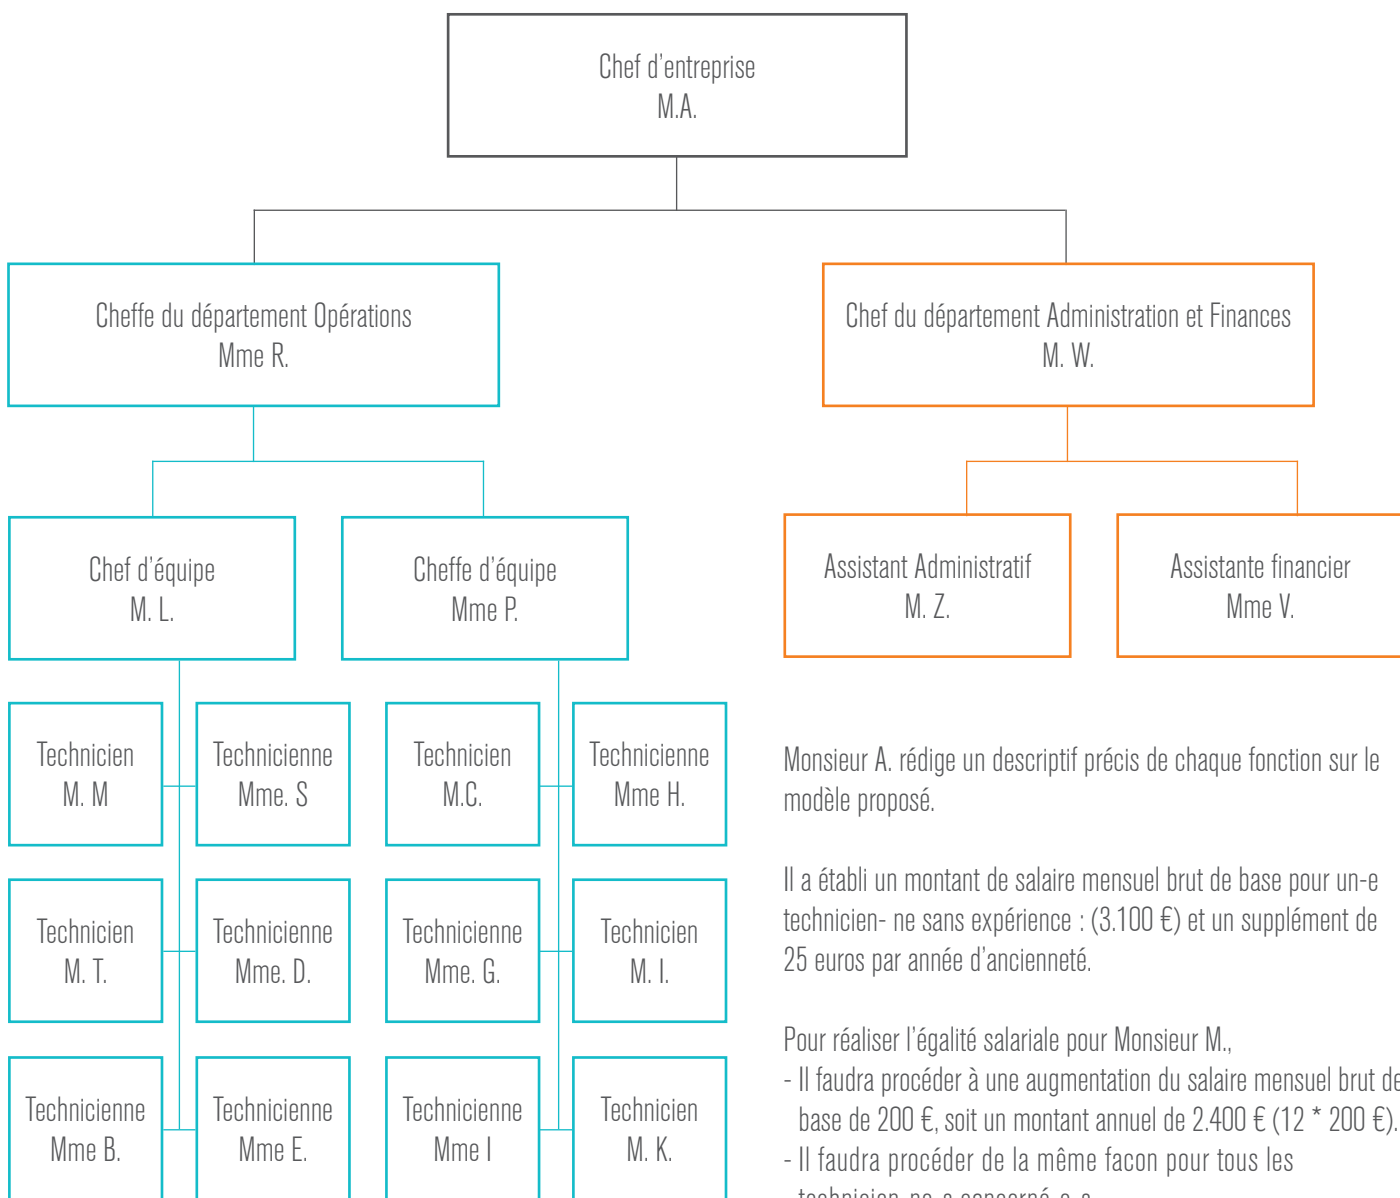 Chef d'entreprise
M.A.
Cheffe du département Opérations
Mme R.
Chef du département Administration et Finances
M. W.
Chef d'équipe
M. L.
Cheffe d'équipe
Mme P.
Assistant Administratif
M. Z.
Assistante financier
Mme V.
Technicien
M. M
Technicienne
Mme. S
Technicien
M.C.
Technicienne
Mme H.
Technicien
M. T.
Technicienne
Mme. D.
Technicienne
Mme. G.
Technicien
M. I.
Technicienne
Mme B.
Technicienne
Mme E.
Technicienne
Mme I
Technicien
M. K.
Monsieur A. rédige un descriptif précis de chaque fonction sur le
modèle proposé.
Il a établi un montant de salaire mensuel brut de base pour un-e
technicien- ne sans expérience : (3.100 €) et un supplément de
25 euros par année d'ancienneté.
Pour réaliser l'égalité salariale pour Monsieur M.,
- Il faudra procéder à une augmentation du salaire mensuel brut de
base de 200 €, soit un montant annuel de 2.400 € (12 * 200 €).
- Il faudra procéder de la même facon pour tous les
technicien-ne-s concerné-e-s